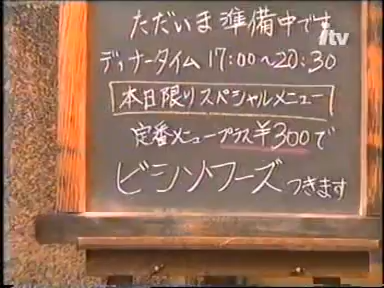 ただいま準備中です
itv
ディナータイム 17:00〜20:30
本日限りスペシャルメニュー
定番メニュープラス¥300で
ビシソワーズつきます